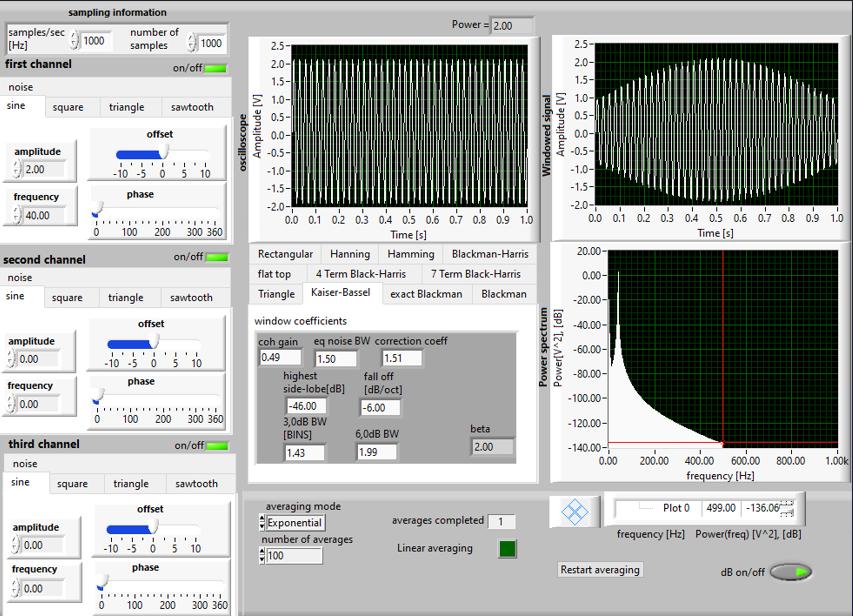 sampling information
samples/sec [Hz] 1000 number of samples 1000
first channel on/off
noise
sine square triangle sawtooth
amplitude
2.00
frequency
40.00
offset
-10 -5 0 5 10
phase
0 100 200 300 360
second channel on/off
noise
sine square triangle sawtooth
amplitude
0.00
frequency
0.00
offset
-10 -5 0 5 10
phase
0 100 200 300 360
third channel on/off
noise
sine square triangle sawtooth
amplitude
0.00
frequency
0.00
offset
-10 -5 0 5 10
phase
0 100 200 300 360
Power = 2.00
oscilloscope
Amplitude [V]
2.5
2.0
1.5
1.0
0.5
0.0
-0.5
-1.0
-1.5
-2.0
0.0 0.1 0.2 0.3 0.4 0.5 0.6 0.7 0.8 0.9 1.0
Time [s]
Windowed signal
Amplitude [V]
2.5
2.0
1.5
1.0
0.5
0.0
-0.5
-1.0
-1.5
-2.0
0.0 0.1 0.2 0.3 0.4 0.5 0.6 0.7 0.8 1.0
Time [s]
Rectangular Hanning Hamming Blackman-Harris
flat top 4 Term Black-Harris 7 Term Black-Harris
Triangle Kaiser-Bassel exact Blackman Blackman
window coefficients
coh gain eq noise BW correction coeff
0.49 1.50 1.51
highest side-lobe[dB] fall off [dB/oct]
-46.00 -6.00
3,0dB BW [BINS] 6,0dB BW beta
1.43 1.99 2.00
Power spectrum
Power[V^2], [dB]
20.00
0.00
-20.00
-40.00
-60.00
-80.00
-100.00
-120.00
-140.00
0.00 200.00 400.00 600.00 800.00 1.00k
frequency [Hz]
averaging mode
Exponential
number of averages
100
averages completed 1
Linear averaging
Plot 0 499.00 -136.06
frequency [Hz] Power(freq) [V^2], [dB]
Restart averaging
dB on/off